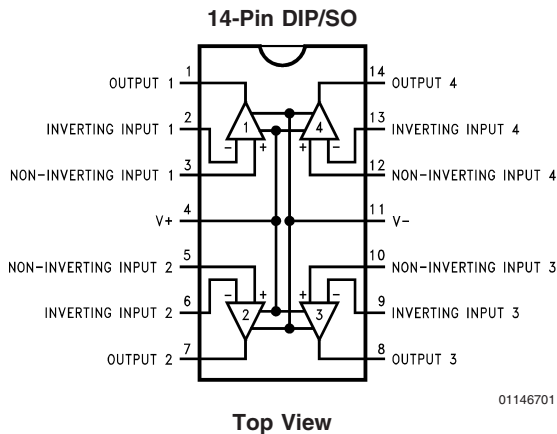 14-Pin DIP/SO
1
14
OUTPUT 1
OUTPUT 4
2
1
4
13
INVERTING INPUT 1
INVERTING INPUT 4
− + + −
3
12
NON-INVERTING INPUT 1
NON-INVERTING INPUT 4
4
11
V+
V−
5
10
NON-INVERTING INPUT 2
NON-INVERTING INPUT 3
6
− + + −
9
INVERTING INPUT 2
INVERTING INPUT 3
2
3
7
8
OUTPUT 2
OUTPUT 3
01146701
Top View